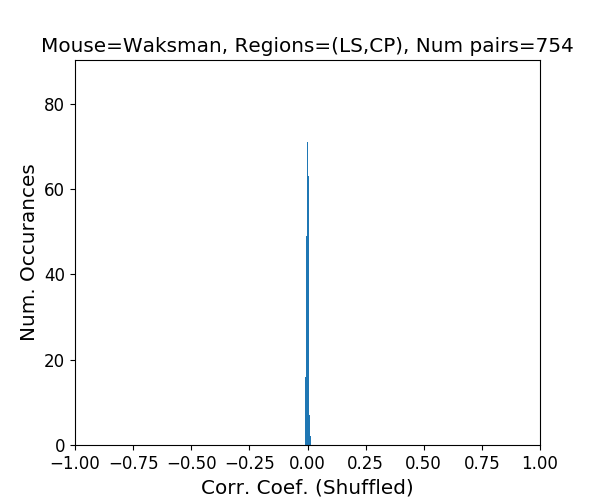 Mouse=Waksman, Regions=(LS,CP), Num pairs=754
80
60
40
20
0
Num. Occurances
−1.00 −0.75 −0.50 −0.25 0.00 0.25 0.50 0.75 1.00
Corr. Coef. (Shuffled)